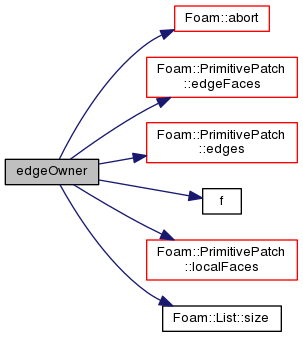 Foam::abort
Foam::PrimitivePatch
::edgeFaces
Foam::PrimitivePatch
::edges
edgeOwner
f
Foam::PrimitivePatch
::localFaces
Foam::List::size